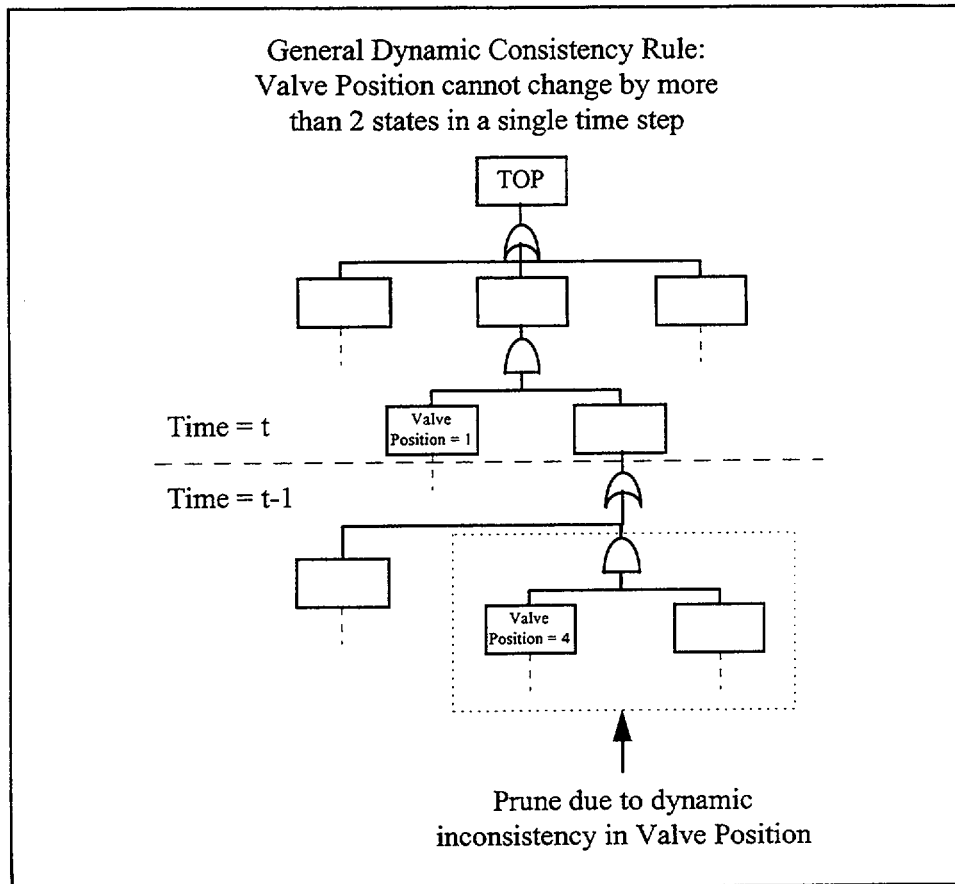 General Dynamic Consistency Rule:
Valve Position cannot change by more
than 2 states in a single time step
TOP
Time = t
Valve
Position = 1
Time = t-1
Valve
Position = 4
Prune due to dynamic
inconsistency in Valve Position